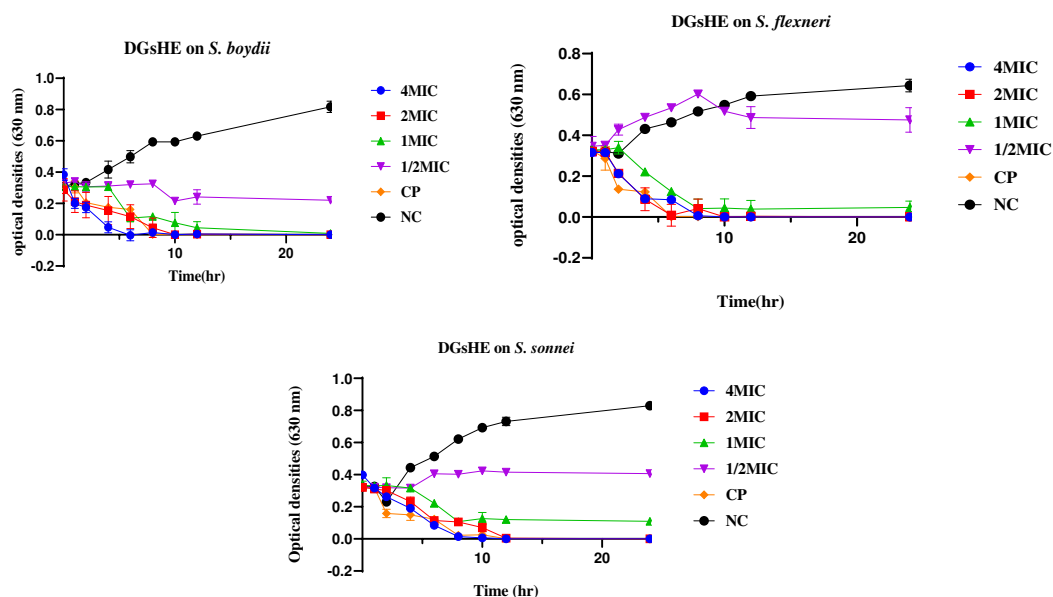 DGsHE on S. boydii
optical densities (630 nm)
1.0
0.8
0.6
0.4
0.2
0.0
-0.2
10
20
Time(hr)
4MIC
2MIC
1MIC
1/2MIC
CP
NC
DGsHE on S. flexneri
optical densities (630 nm)
0.8
0.6
0.4
0.2
0.0
-0.2
10
20
Time(hr)
4MIC
2MIC
1MIC
1/2MIC
CP
NC
DGsHE on S. sonnei
Optical densities (630 nm)
1.0
0.8
0.6
0.4
0.2
0.0
-0.2
10
20
Time (hr)
4MIC
2MIC
1MIC
1/2MIC
CP
NC